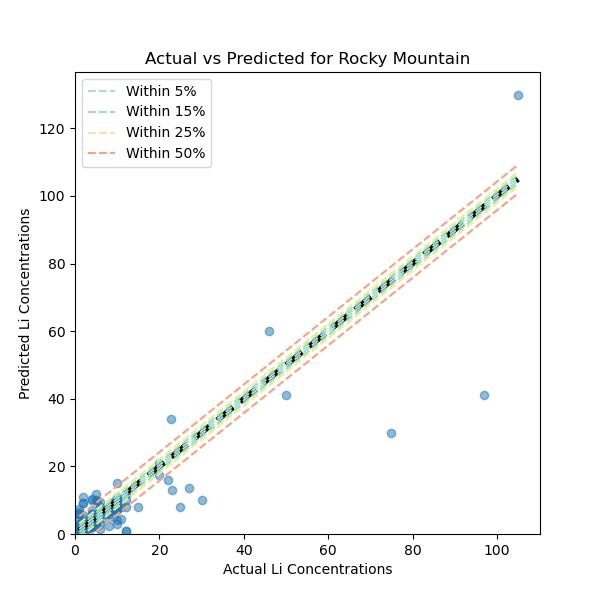 Actual vs Predicted for Rocky Mountain
Within 5%
Within 15%
Within 25%
Within 50%
120
100
80
60
40
20
0
Predicted Li Concentrations
0 20 40 60 80 100
Actual Li Concentrations